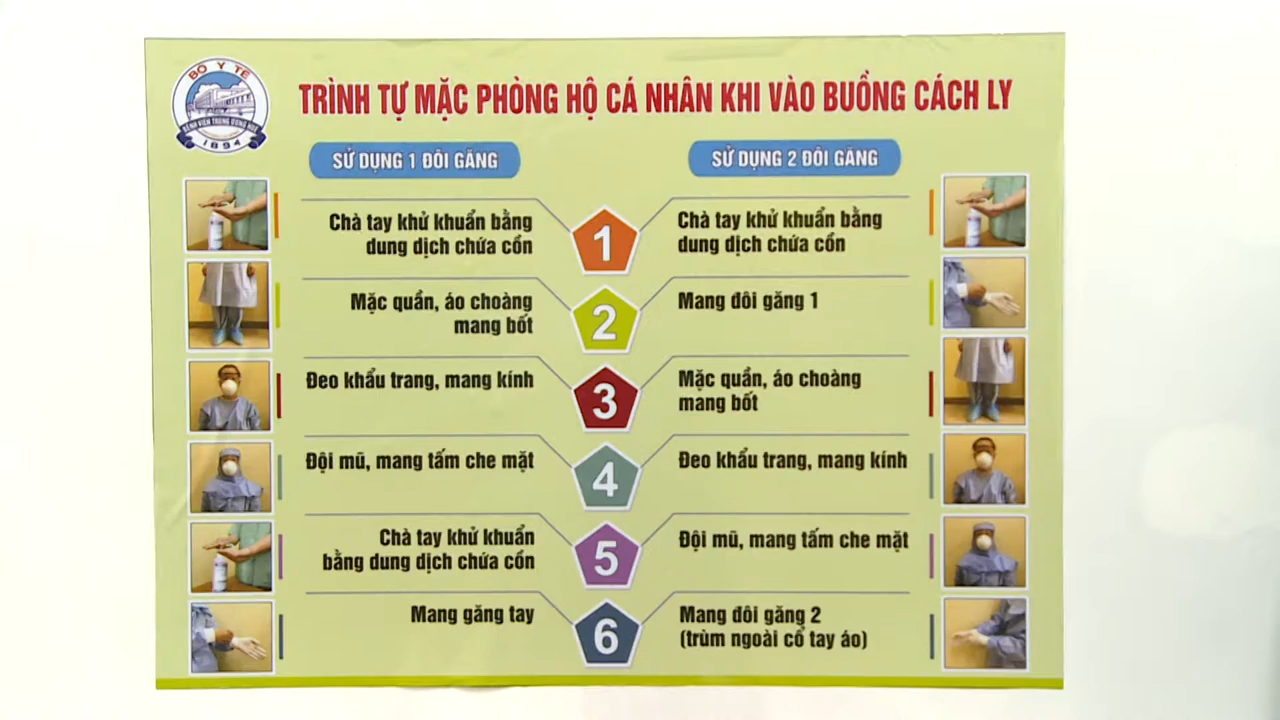 BỘ Y TẾ
BỆNH VIỆN TRUNG ƯƠNG HUẾ
1894
TRÌNH TỰ MẶC PHÒNG HỘ CÁ NHÂN KHI VÀO BUỒNG CÁCH LY
SỬ DỤNG 1 ĐÔI GĂNG
Chà tay khử khuẩn bằng
dung dịch chứa cồn
Mặc quần, áo choàng
mang bốt
Đeo khẩu trang, mang kính
Đội mũ, mang tấm che mặt
Chà tay khử khuẩn
bằng dung dịch chứa cồn
Mang găng tay
1
2
3
4
5
6
SỬ DỤNG 2 ĐÔI GĂNG
Chà tay khử khuẩn bằng
dung dịch chứa cồn
Mang đôi găng 1
Mặc quần, áo choàng
mang bốt
Đeo khẩu trang, mang kính
Đội mũ, mang tấm che mặt
Mang đôi găng 2
(trùm ngoài cổ tay áo)